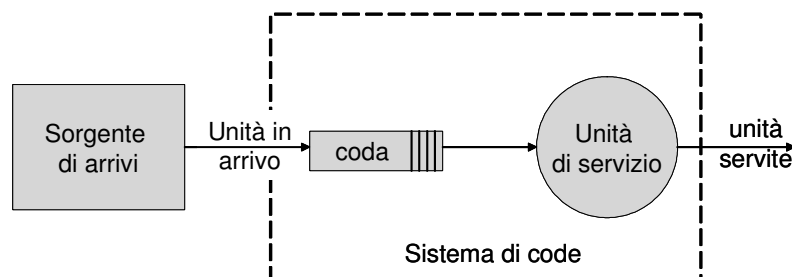 Sorgente
di arrivi
Unità in
arrivo
coda
Unità
di servizio
unità
servite
Sistema di code